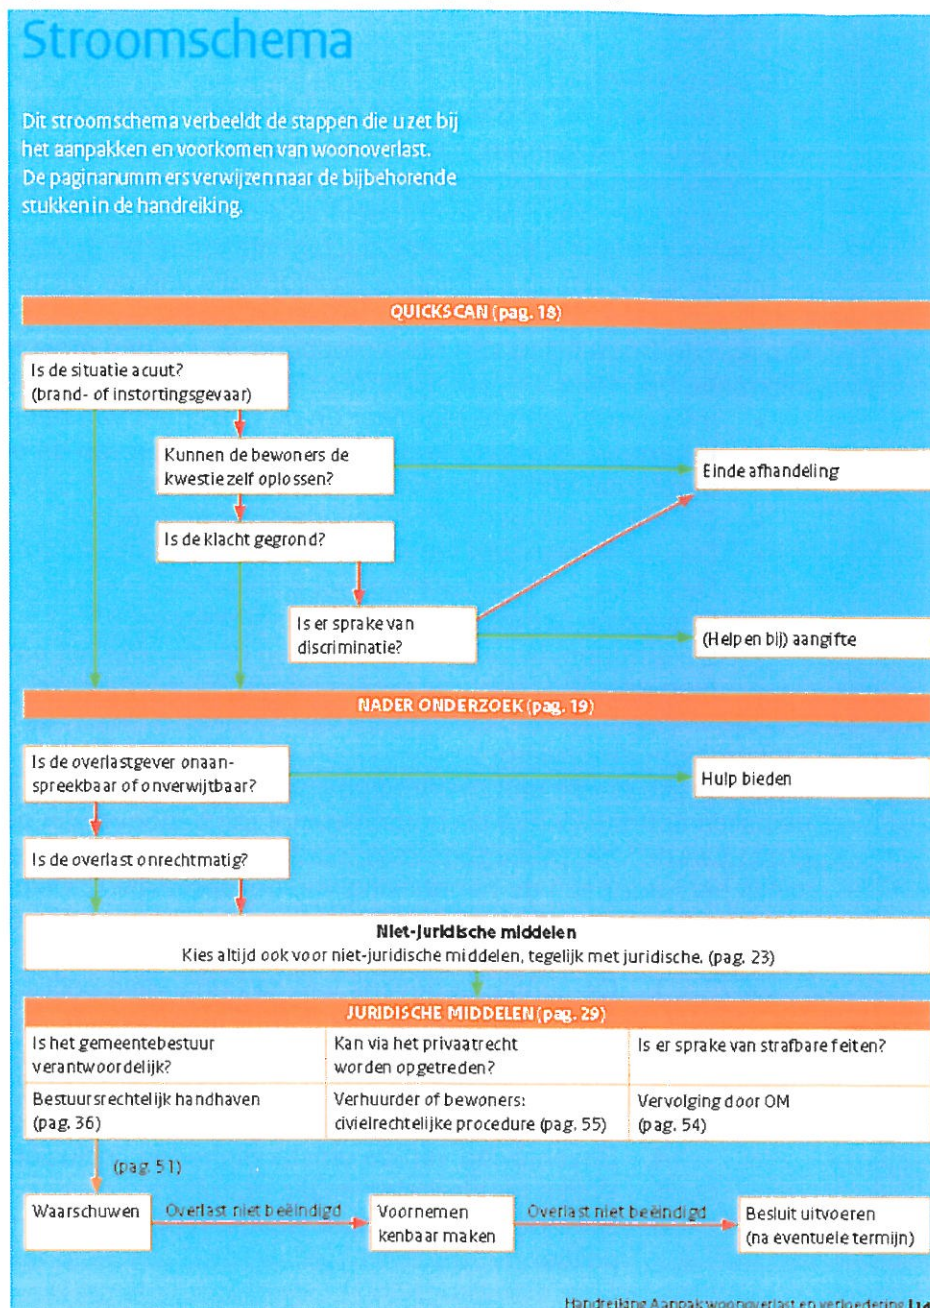 Stroomschema
Dit stroomschema verbeeldt de stappen die u zet bij
het aanpakken en voorkomen van woonoverlast.
De paginanummers verwijzen naar de bijbehorende
stukken in de handreiking.
QUICKSCAN (pag. 18)
Is de situatie acuut?
(brand- of instortingsgevaar)
Kunnen de bewoners de
kwestie zelf oplossen?
Einde afhandeling
Is de klacht gegrond?
Is er sprake van
discriminatie?
(Helpen bij) aangifte
NADER ONDERZOEK (pag. 19)
Is de overlastgever onaan-
spreekbaar of onverwijtbaar?
Hulp bieden
Is de overlast onrechtmatig?
Niet-juridische middelen
Kies altijd ook voor niet-juridische middelen, tegelijk met juridische. (pag. 23)
JURIDISCHE MIDDELEN (pag. 29)
Is het gemeentebestuur
verantwoordelijk?
Kan via het privaatrecht
worden opgetreden?
Is er sprake van strafbare feiten?
Bestuursrechtelijk handhaven
(pag. 36)
Verhuurder of bewoners:
civielrechtelijke procedure (pag. 55)
Vervolging door OM
(pag. 54)
(pag. 51)
Waarschuwen
Overlast niet beëindigd
Voornemen
kenbaar maken
Overlast niet beëindigd
Besluit uitvoeren
(na eventuele termijn)
Handreiking Aanpak woonoverlast en verloedering |